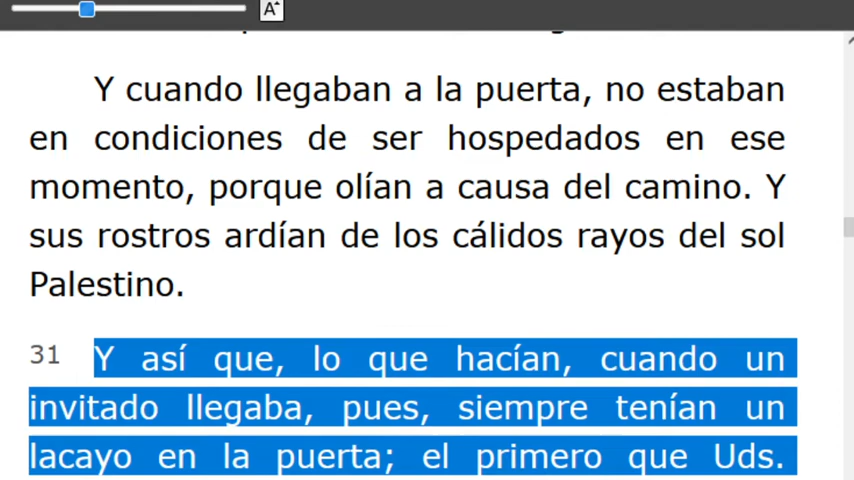 A
Y cuando llegaban a la puerta, no estaban
en condiciones de ser hospedados en ese
momento, porque olían a causa del camino. Y
sus rostros ardían de los cálidos rayos del sol
Palestino.
31 Y así que, lo que hacían, cuando un
invitado llegaba, pues, siempre tenían un
lacayo en la puerta; el primero que Uds.